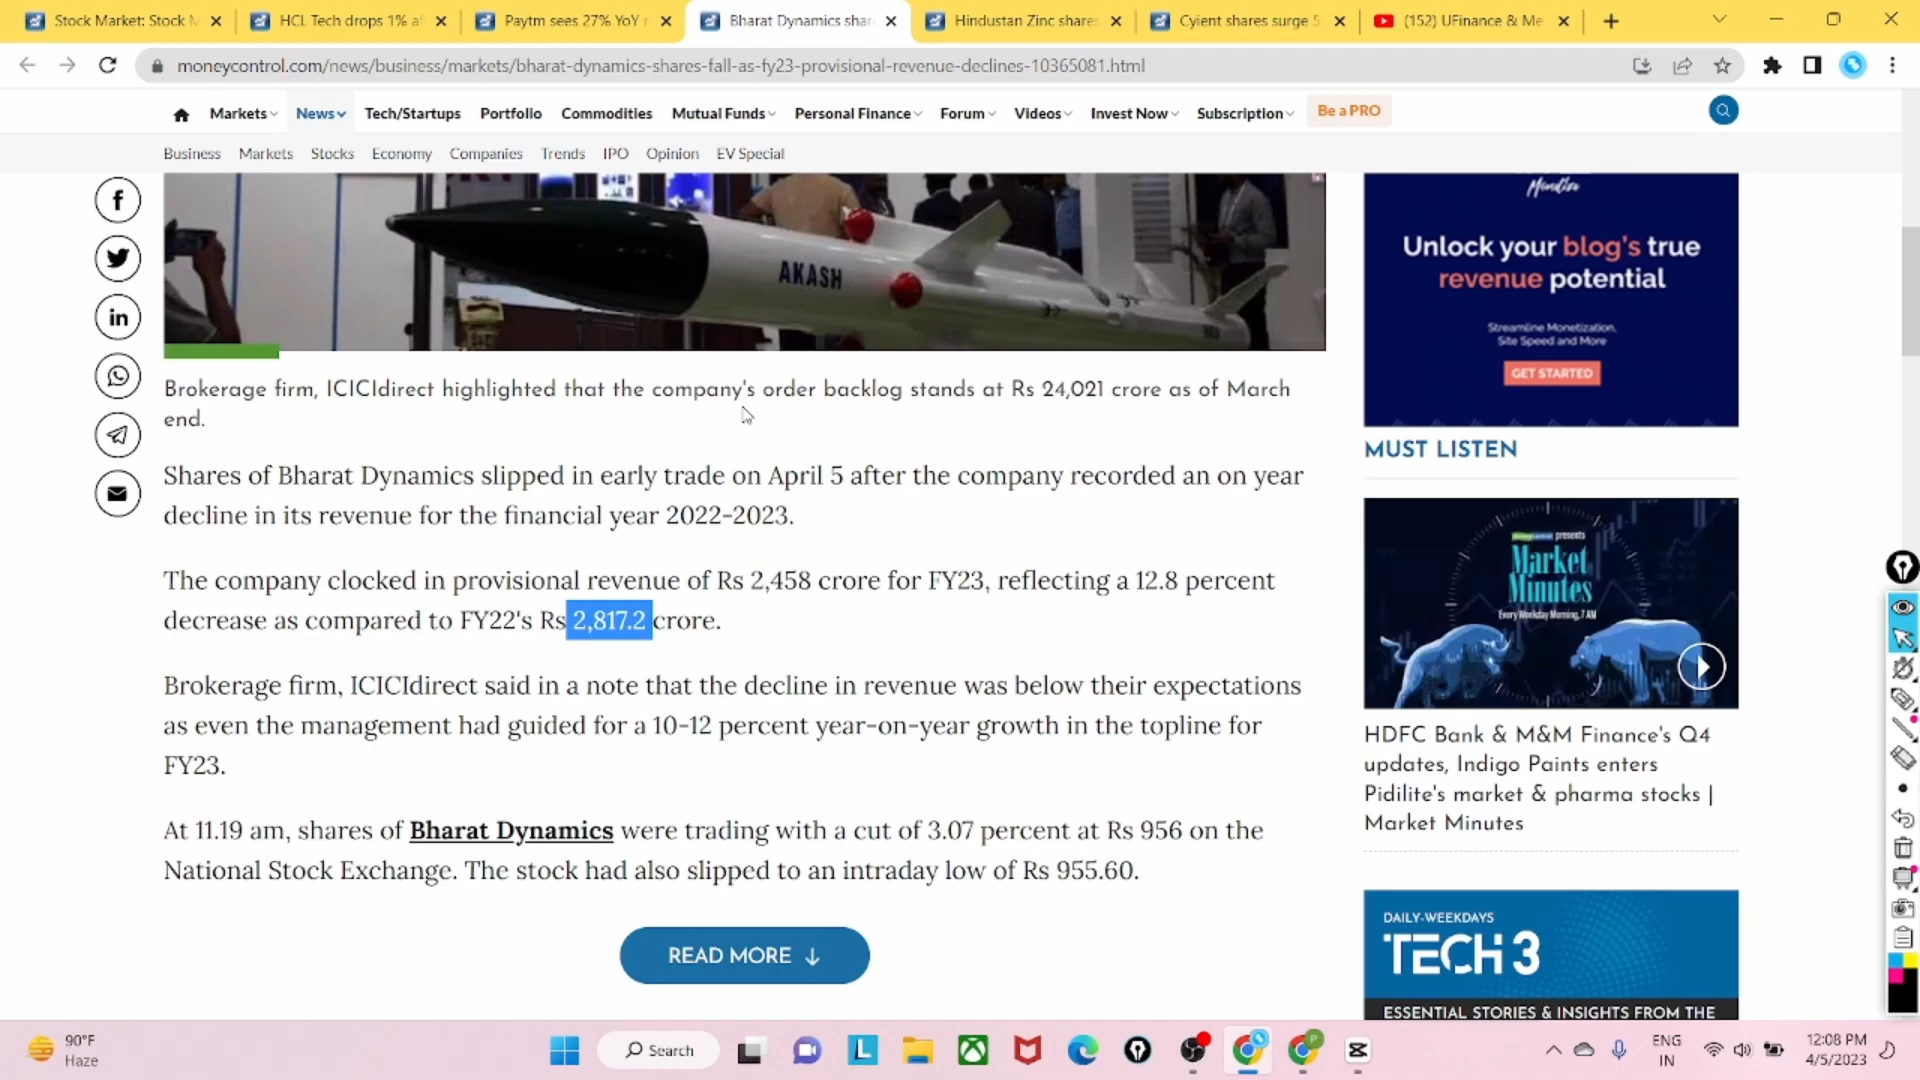 Stock Market: Stock M
HCL Tech drops 1% af
Paytm sees 27% YoY r
Bharat Dynamics shar
Hindustan Zinc shares
Cyient shares surge 5
(152) UFinance & Me
moneycontrol.com/news/business/markets/bharat-dynamics-shares-fall-as-fy23-provisional-revenue-declines-10365081.html
Markets
News
Tech/Startups
Portfolio
Commodities
Mutual Funds
Personal Finance
Forum
Videos
Invest Now
Subscription
Be a PRO
Business
Markets
Stocks
Economy
Companies
Trends
IPO
Opinion
EV Special
AKASH
Brokerage firm, ICICIdirect highlighted that the company's order backlog stands at Rs 24,021 crore as of March
end.
Shares of Bharat Dynamics slipped in early trade on April 5 after the company recorded an on year
decline in its revenue for the financial year 2022-2023.
The company clocked in provisional revenue of Rs 2,458 crore for FY23, reflecting a 12.8 percent
decrease as compared to FY22's Rs 2,817.2 crore.
Brokerage firm, ICICIdirect said in a note that the decline in revenue was below their expectations
as even the management had guided for a 10-12 percent year-on-year growth in the topline for
FY23.
At 11.19 am, shares of Bharat Dynamics were trading with a cut of 3.07 percent at Rs 956 on the
National Stock Exchange. The stock had also slipped to an intraday low of Rs 955.60.
READ MORE
Unlock your blog's true
revenue potential
Streamline Monetization,
Site Speed and More
GET STARTED
MUST LISTEN
presents
Market
Minutes
Every Weekday Morning, 7 AM
HDFC Bank & M&M Finance's Q4
updates, Indigo Paints enters
Pidilite's market & pharma stocks |
Market Minutes
DAILY-WEEKDAYS
TECH 3
ESSENTIAL STORIES & INSIGHTS FROM THE
90°F
Haze
Search
ENG
IN
12:08 PM
4/5/2023